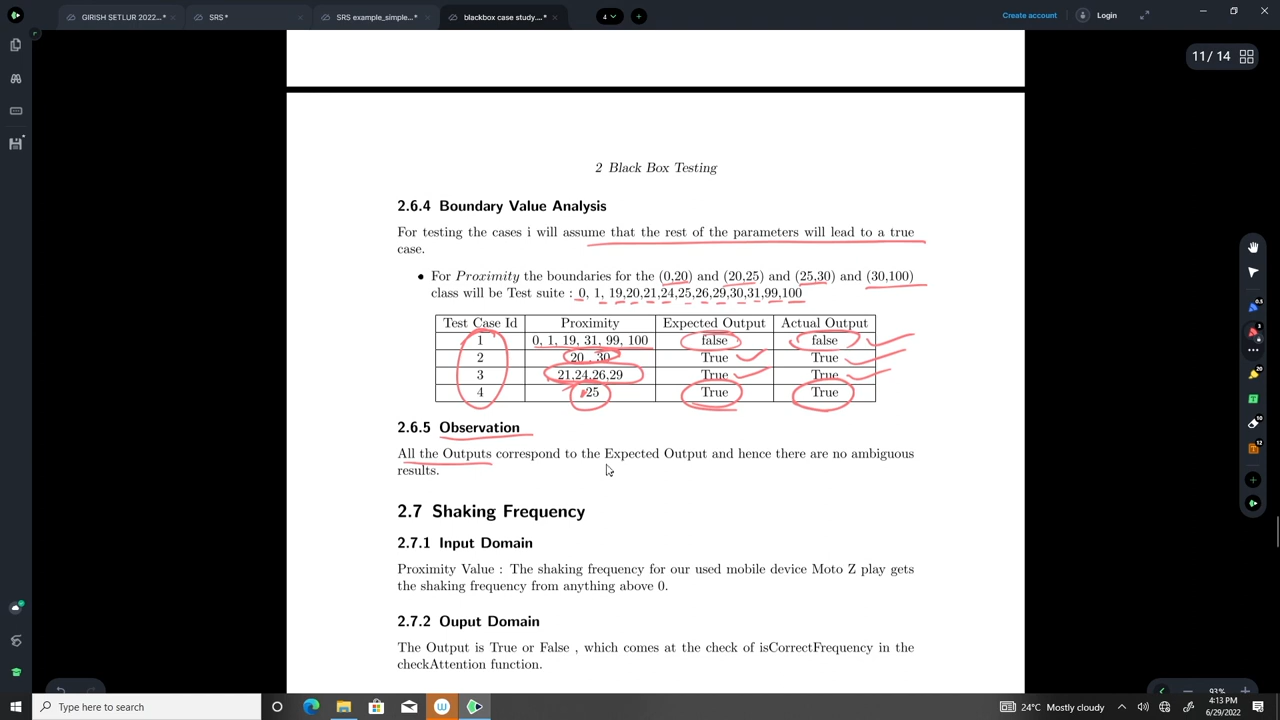 GIRISH SETLUR 2022...* SRS* SRS example_simple...* blackbox case study....* 4 Create account Login
11 / 14
2 Black Box Testing
2.6.4 Boundary Value Analysis
For testing the cases i will assume that the rest of the parameters will lead to a true
case.
• For Proximity the boundaries for the (0,20) and (20,25) and (25,30) and (30,100)
class will be Test suite : 0, 1, 19,20,21,24,25,26,29,30,31,99,100
Test Case Id Proximity Expected Output Actual Output
1 0, 1, 19, 31, 99, 100 false false
2 20 , 30 True True
3 21,24,26,29 True True
4 25 True True
2.6.5 Observation
All the Outputs correspond to the Expected Output and hence there are no ambiguous
results.
2.7 Shaking Frequency
2.7.1 Input Domain
Proximity Value : The shaking frequency for our used mobile device Moto Z play gets
the shaking frequency from anything above 0.
2.7.2 Ouput Domain
The Output is True or False , which comes at the check of isCorrectFrequency in the
checkAttention function.
93%
Type here to search
24°C Mostly cloudy
4:13 PM
6/29/2022